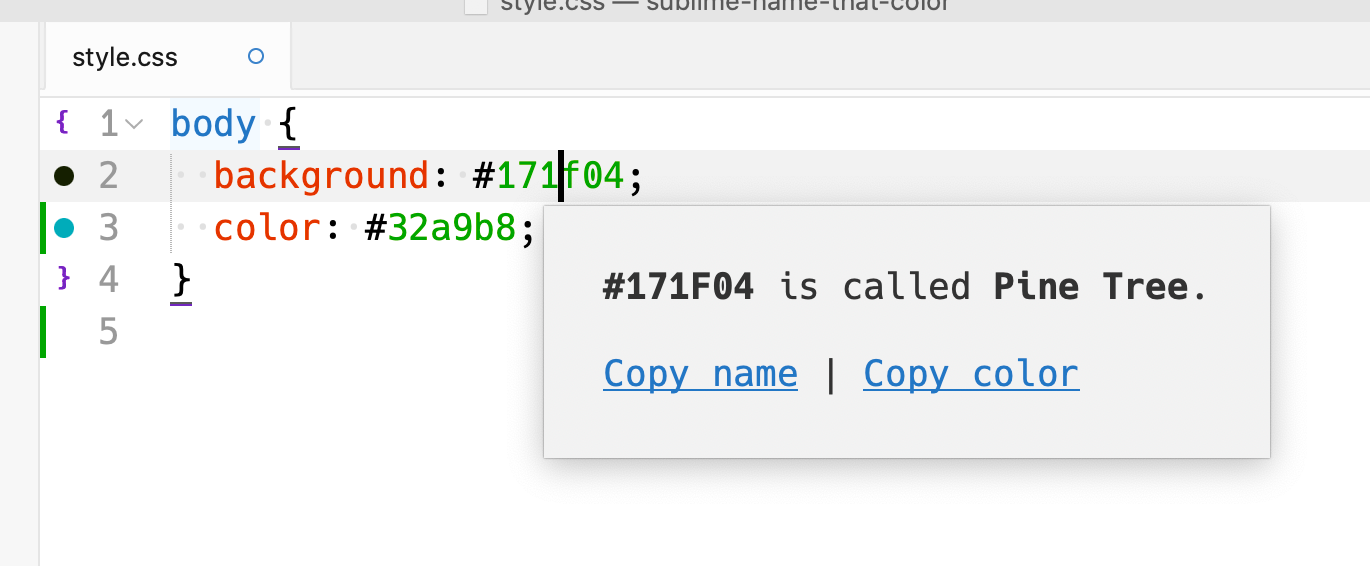 style.css — sublime-name-that-color
style.css
{ 1 body {
2 background: #171f04;
3 color: #32a9b8;
} 4 }
5
#171F04 is called Pine Tree.
Copy name | Copy color